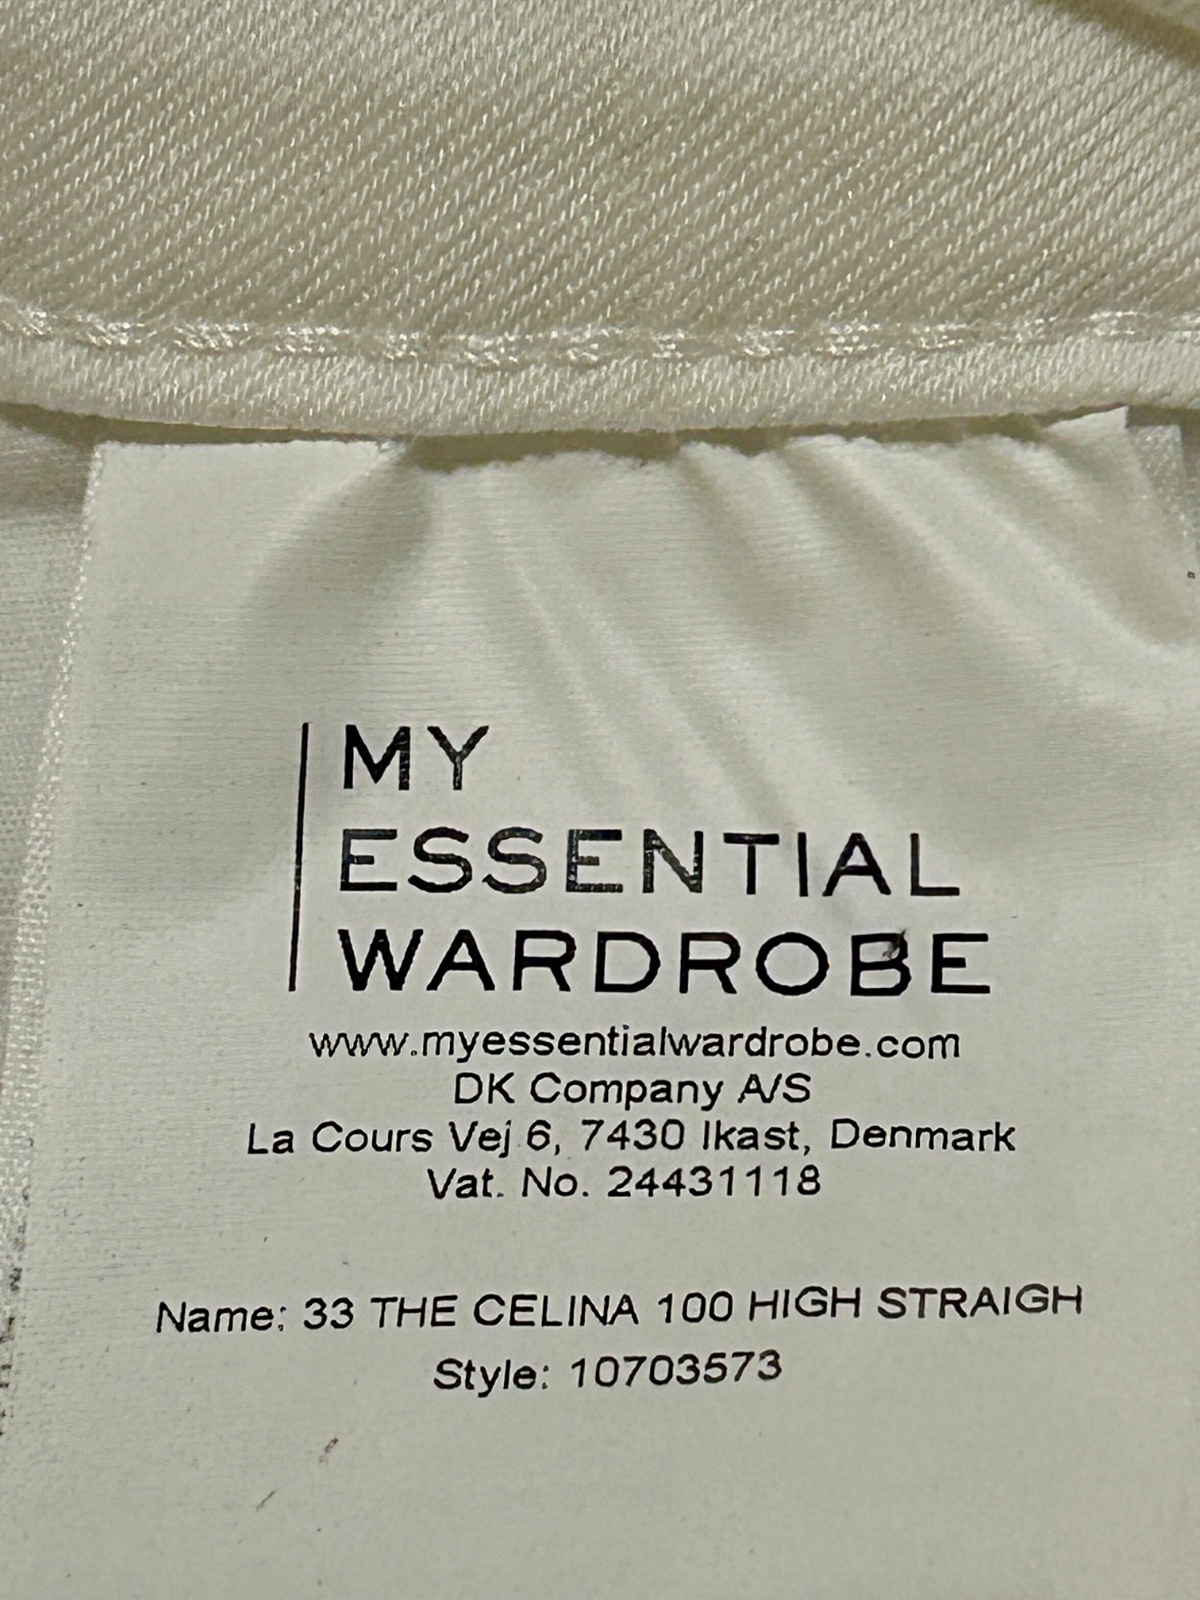 MY
ESSENTIAL
WARDROBE
www.myessentialwardrobe.com
DK Company A/S
La Cours Vej 6, 7430 Ikast, Denmark
Vat. No. 24431118
Name: 33 THE CELINA 100 HIGH STRAIGH
Style: 10703573